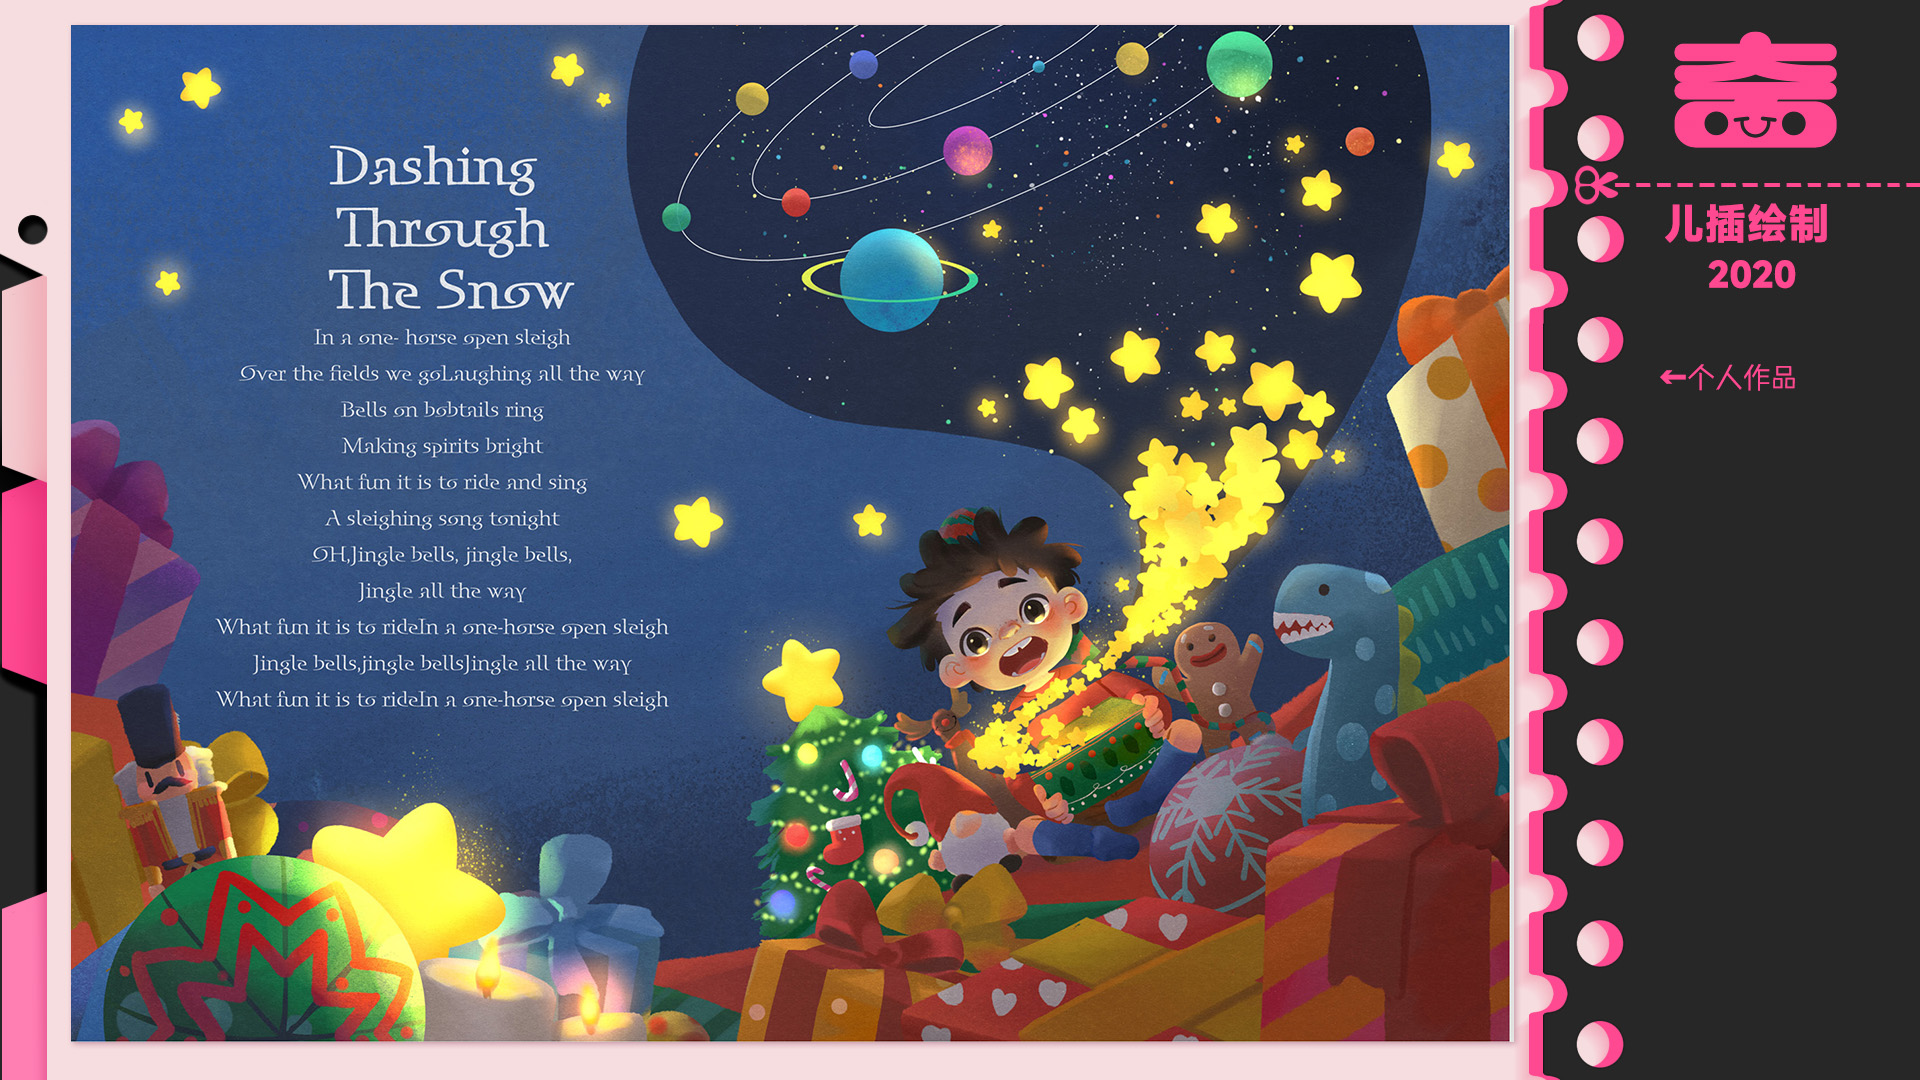 Dashing
Through
The Snow
In a one- horse open sleigh
Over the fields we goLaughing all the way
Bells on bobtails ring
Making spirits bright
What fun it is to ride and sing
A sleighing song tonight
OH,Jingle bells, jingle bells,
Jingle all the way
What fun it is to rideIn a one-horse open sleigh
Jingle bells,jingle bellsJingle all the way
What fun it is to rideIn a one-horse open sleigh
儿插绘制
2020
←个人作品